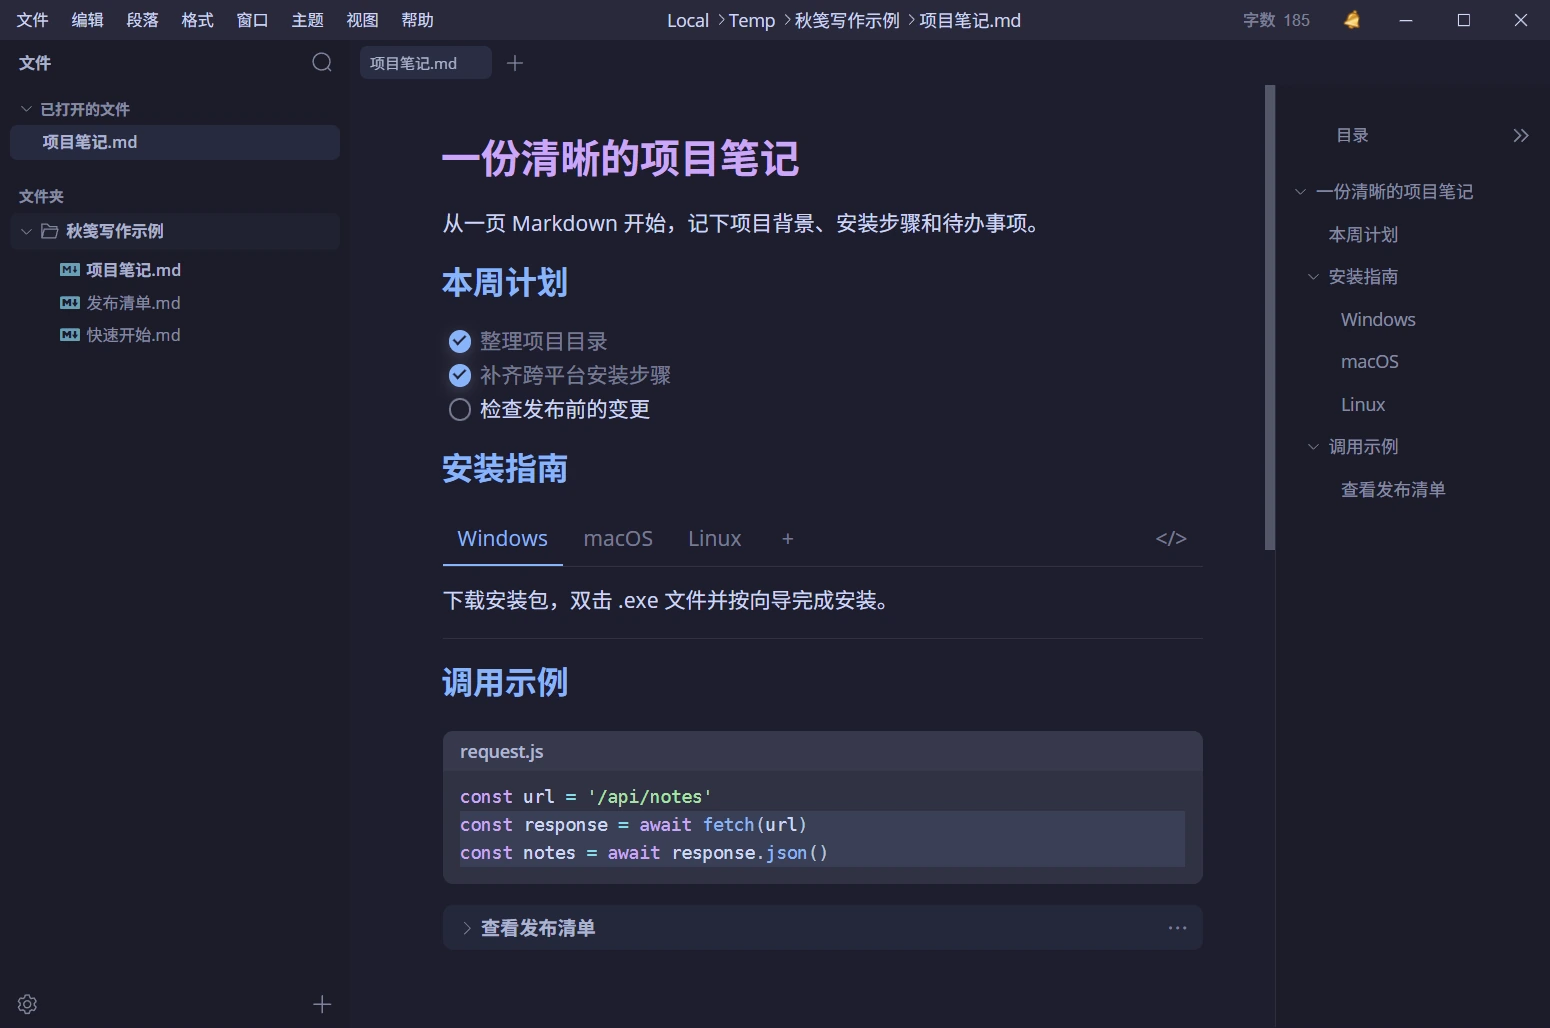 文件 编辑 段落 格式 窗口 主题 视图 帮助 Local > Temp > 秋笺写作示例 > 项目笔记.md 字数 185
文件
已打开的文件
项目笔记.md
文件夹
秋笺写作示例
项目笔记.md
发布清单.md
快速开始.md
项目笔记.md
一份清晰的项目笔记
从一页 Markdown 开始，记下项目背景、安装步骤和待办事项。
本周计划
整理项目目录
补齐跨平台安装步骤
检查发布前的变更
安装指南
Windows macOS Linux + </>
下载安装包，双击 .exe 文件并按向导完成安装。
调用示例
request.js
const url = '/api/notes'
const response = await fetch(url)
const notes = await response.json()
查看发布清单 ···
目录
一份清晰的项目笔记
本周计划
安装指南
Windows
macOS
Linux
调用示例
查看发布清单